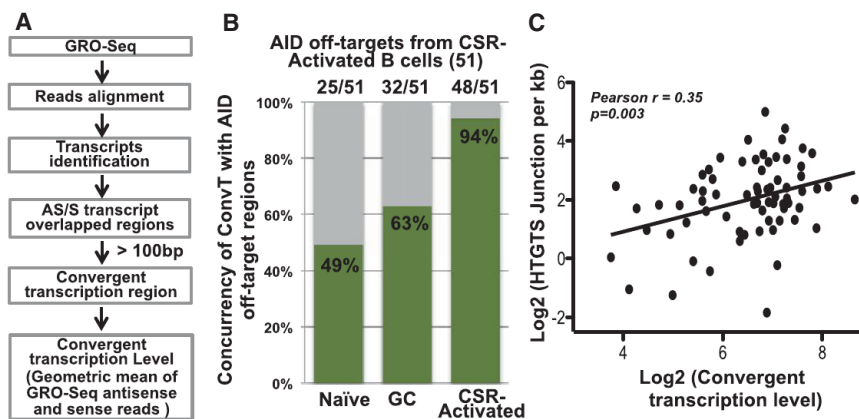 A
GRO-Seq
Reads alignment
Transcripts
identification
AS/S transcript
overlapped regions
> 100bp
Convergent
transcription region
Convergent
transcription Level
(Geometric mean of
GRO-Seq antisense
and sense reads )
B
AID off-targets from CSR-
Activated B cells (51)
25/51 32/51 48/51
Concurrency of ConvT with AID
off-target regions
100%
80%
60%
40%
20%
0%
49%
63%
94%
Naïve GC CSR-
Activated
C
Log2 (HTGTS Junction per kb)
6
4
2
0
-2
Pearson r = 0.35
p=0.003
4 6 8
Log2 (Convergent
transcription level)